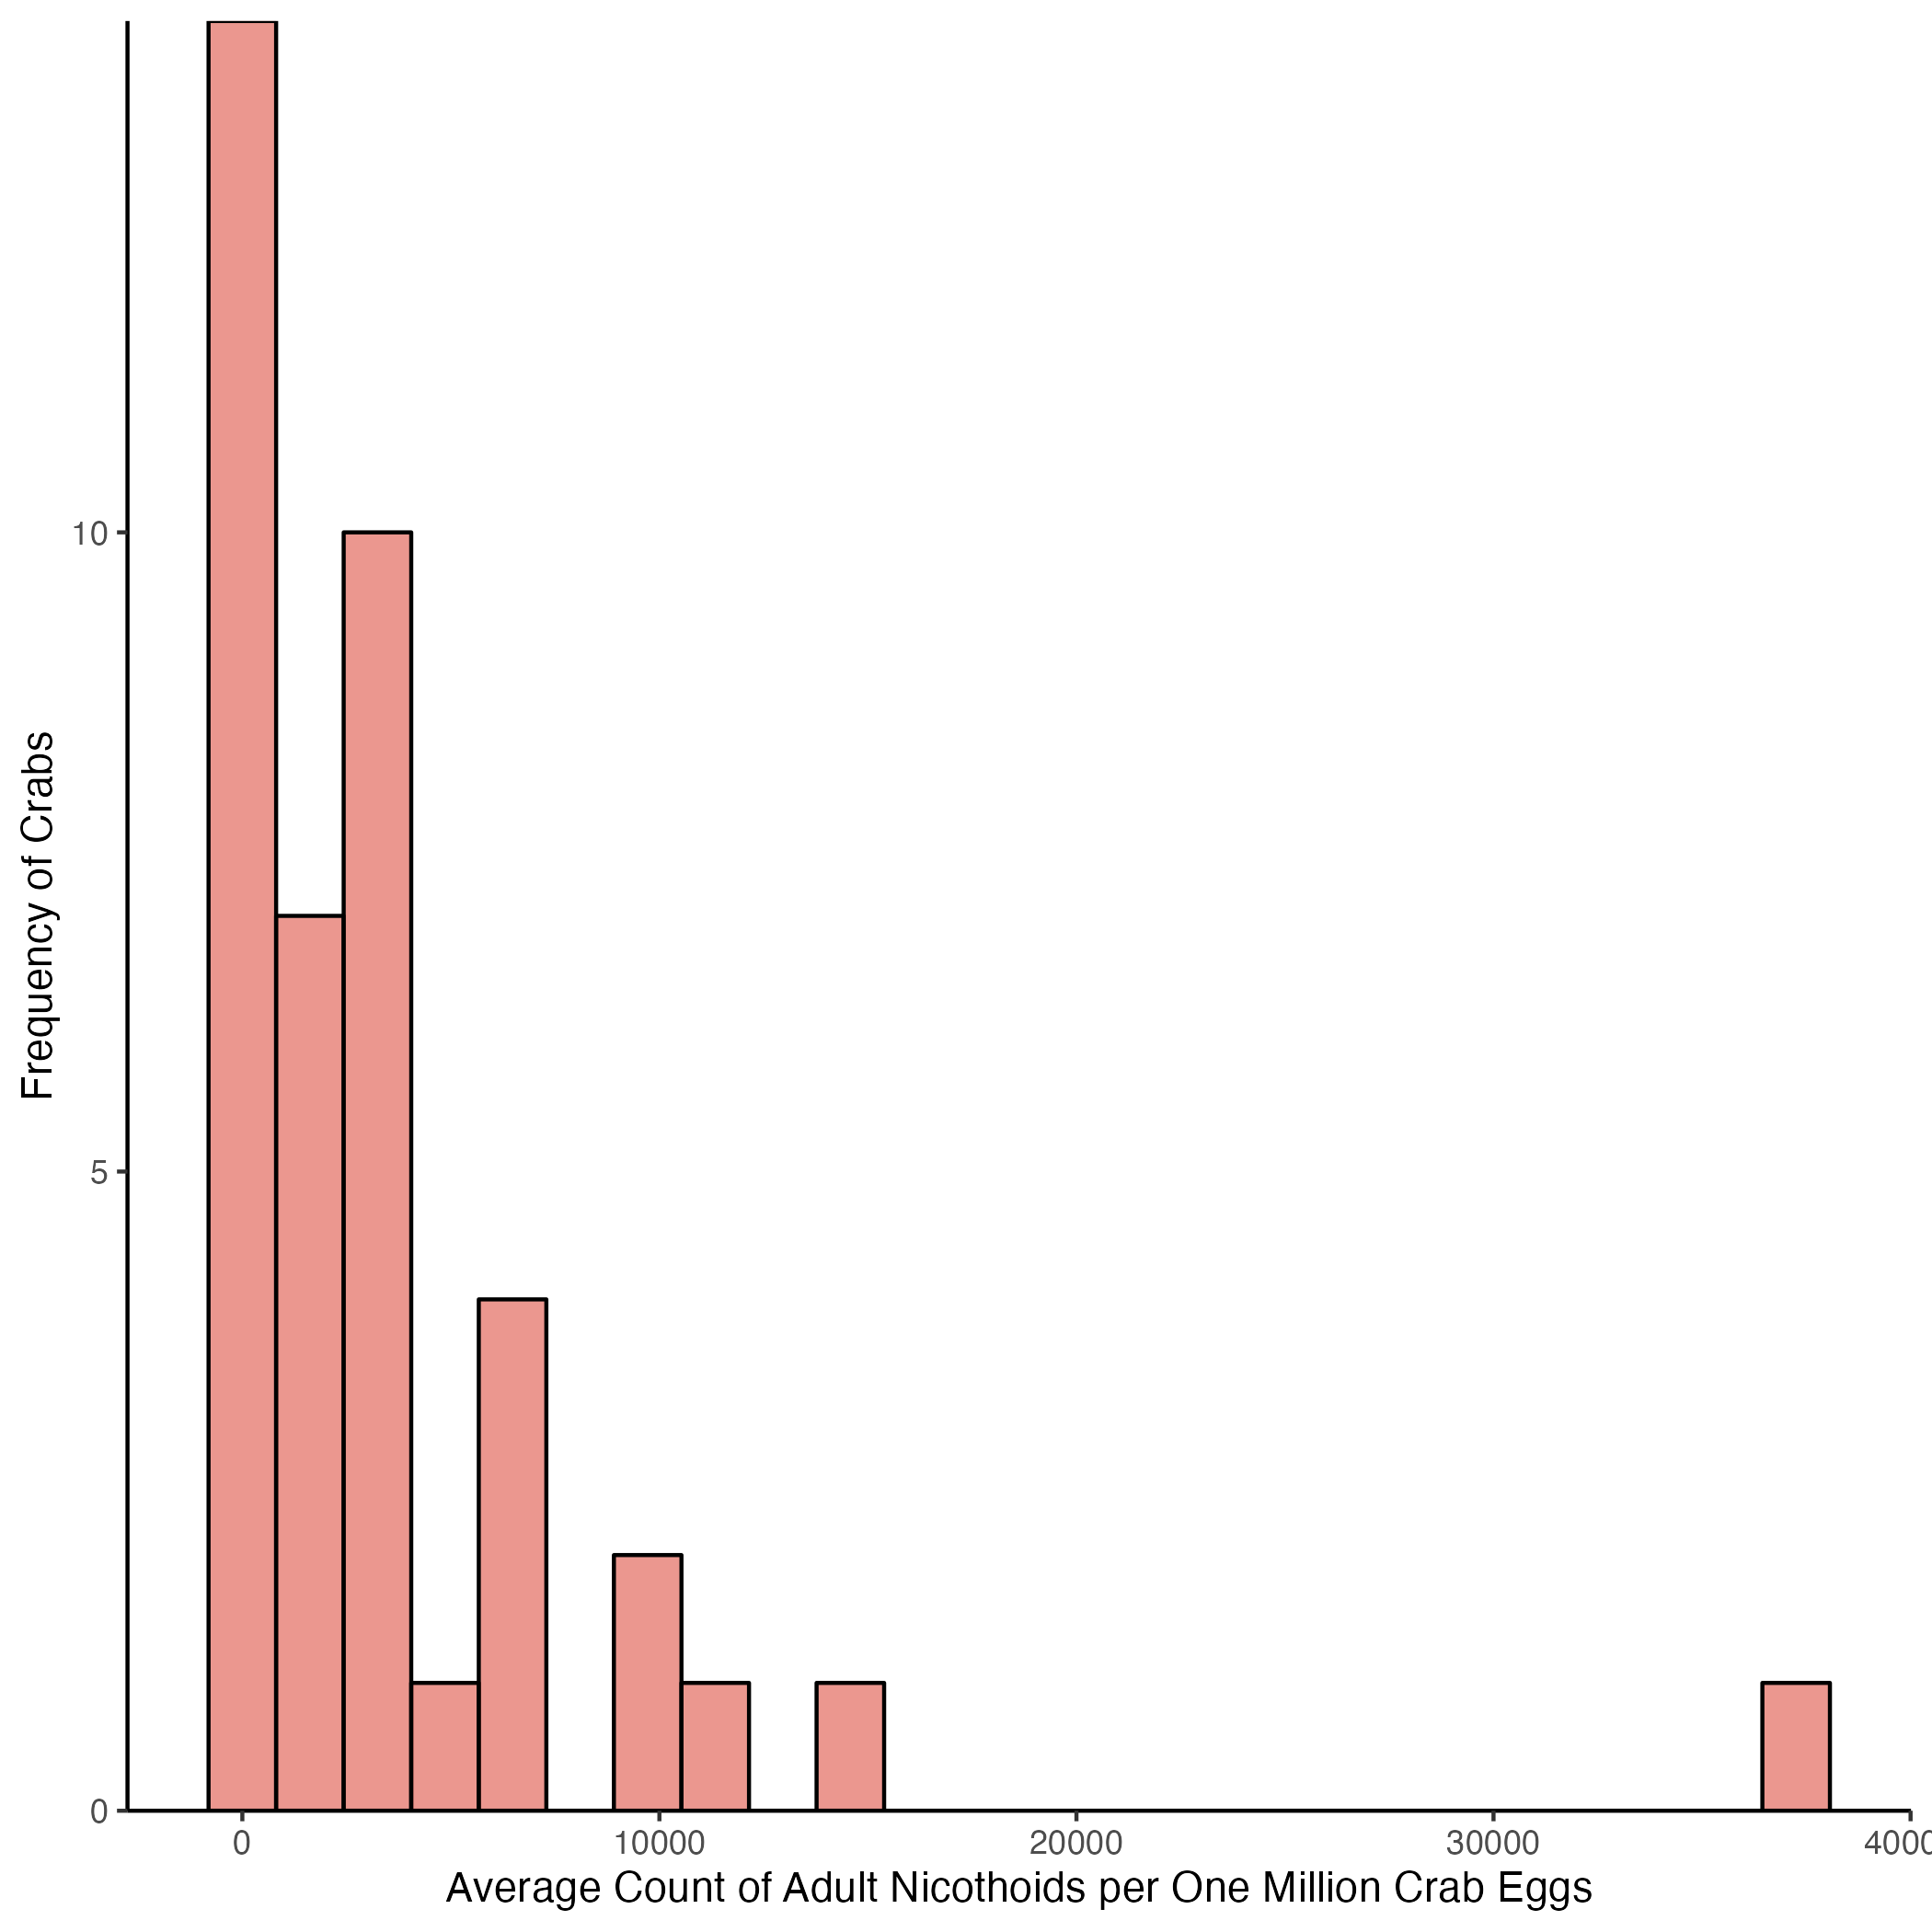 Frequency of Crabs
10
5
0
0 10000 20000 30000 4000
Average Count of Adult Nicothoids per One Million Crab Eggs